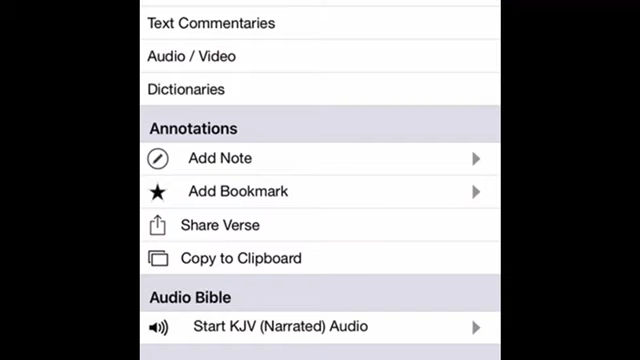 Text Commentaries
Audio / Video
Dictionaries
Annotations
Add Note
Add Bookmark
Share Verse
Copy to Clipboard
Audio Bible
Start KJV (Narrated) Audio